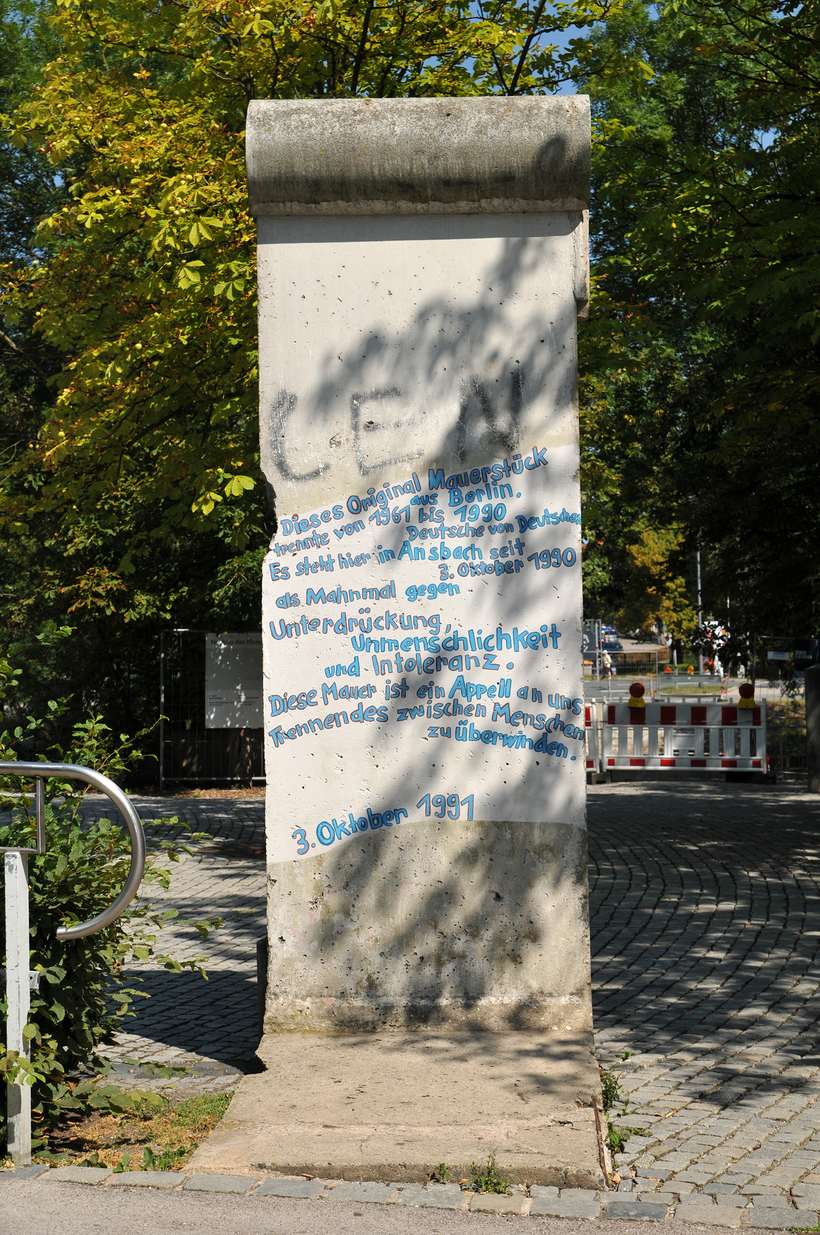 LEN
Dieses Original Mauerstück
aus Berlin,
trennte von 1961 bis 1990
Deutsche von Deutschen
Es steht hier in Ansbach seit
3. Oktober 1990
als Mahnmal gegen
Unterdrückung,
Unmenschlichkeit
und Intoleranz.
Diese Mauer ist ein Appell an uns
Trennendes zwischen Menschen
zu überwinden.
3. Oktober 1991